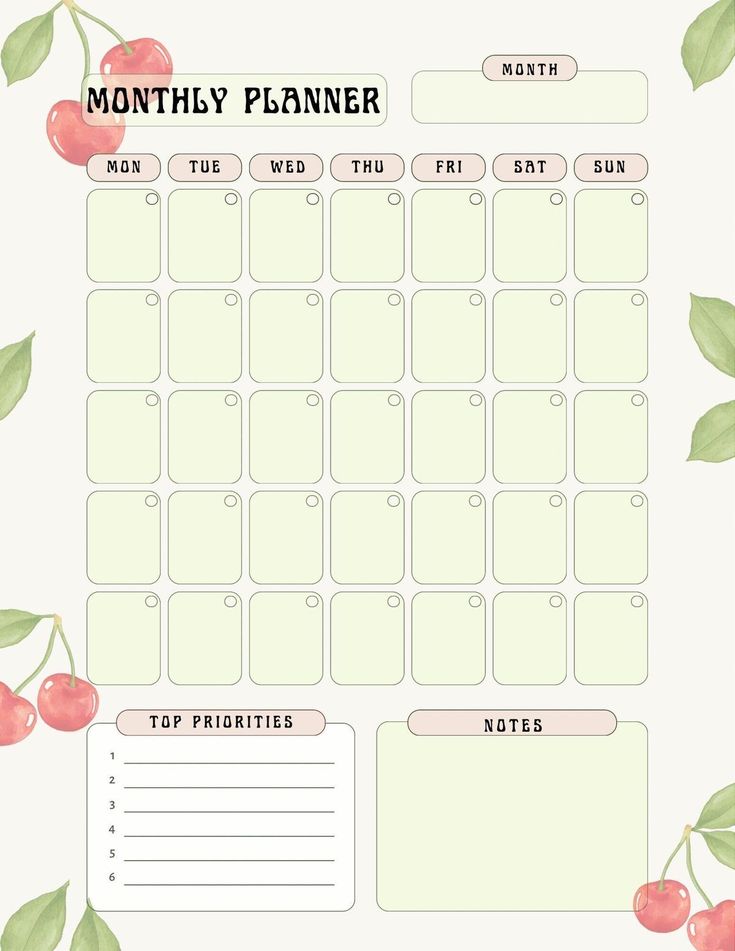 MONTH
MONTHLY PLANNER
MON TUE WED THU FRI SAT SUN
TOP PRIORITIES
NOTES
1
2
3
4
5
6